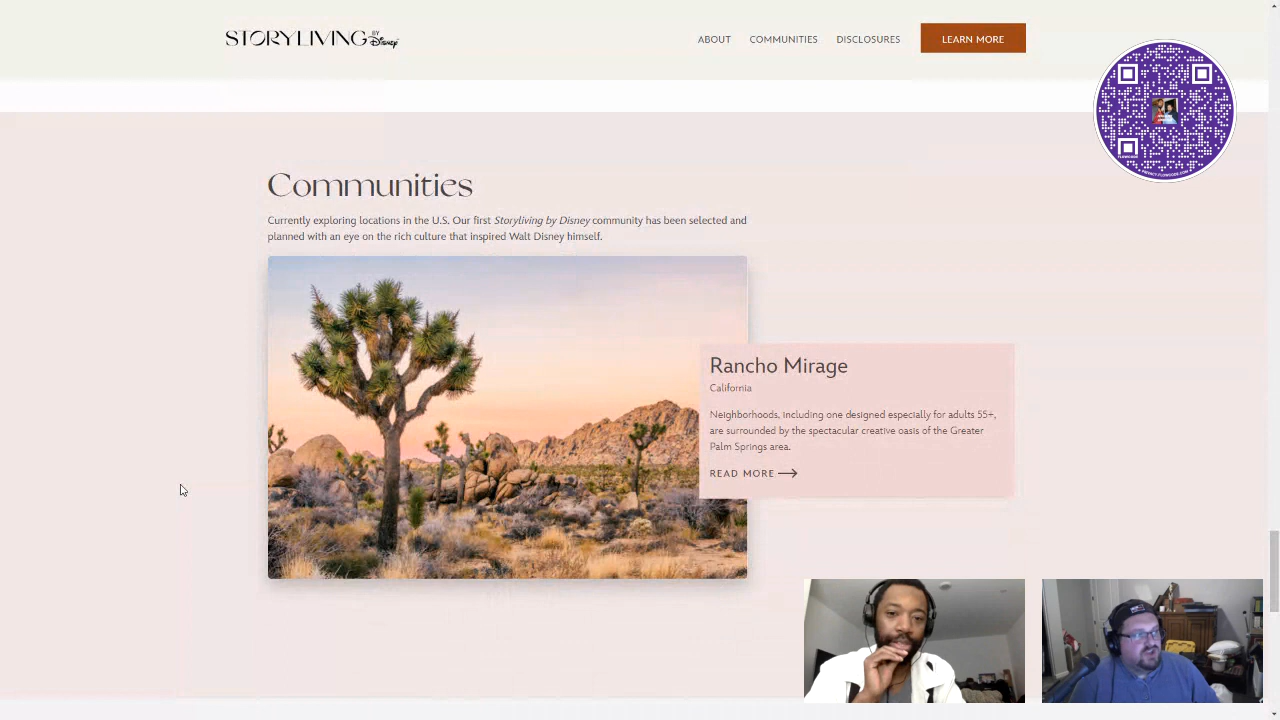 STORYLIVING BY Disney
ABOUT
COMMUNITIES
DISCLOSURES
LEARN MORE
Communities
Currently exploring locations in the U.S. Our first Storyliving by Disney community has been selected and
planned with an eye on the rich culture that inspired Walt Disney himself.
Rancho Mirage
California
Neighborhoods, including one designed especially for adults 55+,
are surrounded by the spectacular creative oasis of the Greater
Palm Springs area.
READ MORE